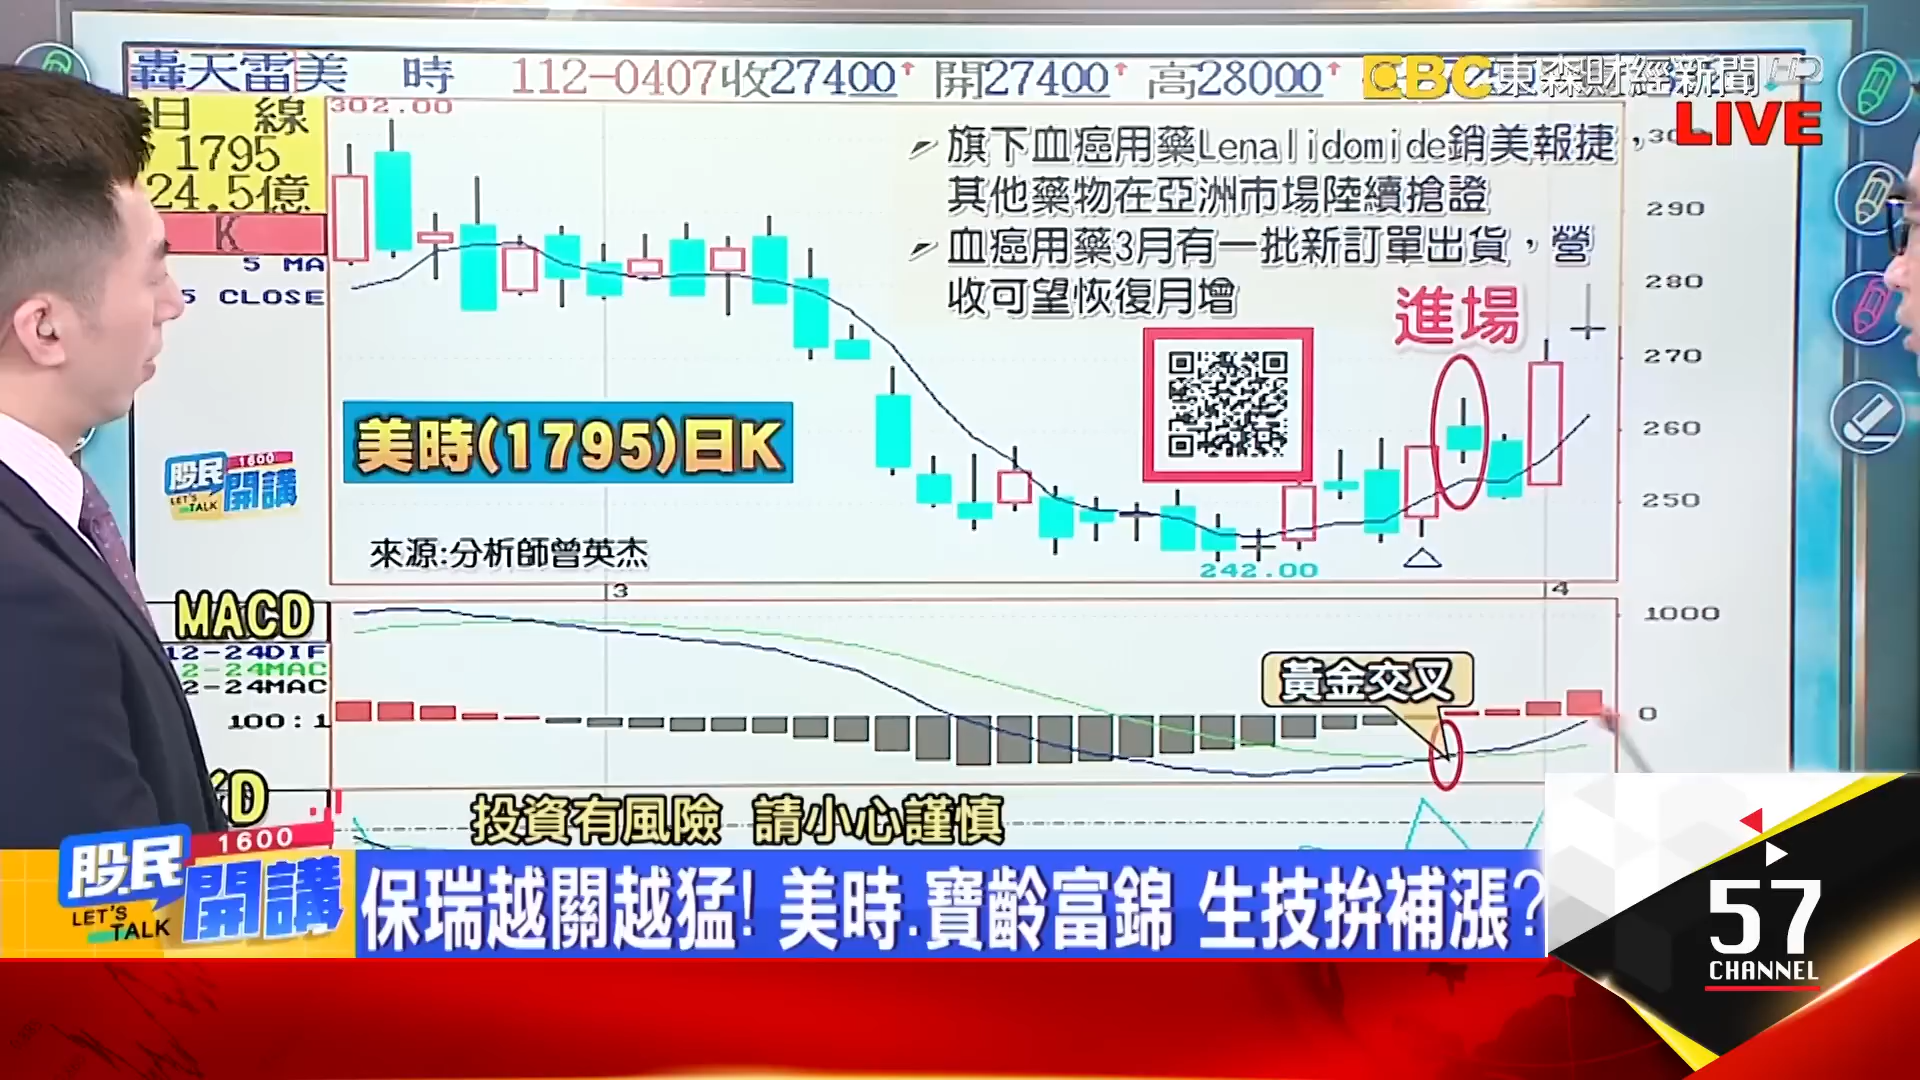 轟天雷美 時 112-0407收27400 開27400 高28000
EBC 東森財經新聞 HD
LIVE
日 線
1795
24.5億
K
5 MA
5 CLOSE
302.00
旗下血癌用藥Lenalidomide銷美報捷，
其他藥物在亞洲市場陸續搶證
血癌用藥3月有一批新訂單出貨，營
收可望恢復月增
進場
290
280
270
260
250
美時(1795)日K
股民 1600
開講
LET'S TALK
來源:分析師曾英杰
242.00
3
4
MACD
12-24DIF
2-24MAC
2-24MAC
100:1
1000
0
黃金交叉
KD
投資有風險 請小心謹慎
股民 1600
開講
LET'S TALK
保瑞越關越猛! 美時.寶齡富錦 生技拚補漲?
57
CHANNEL